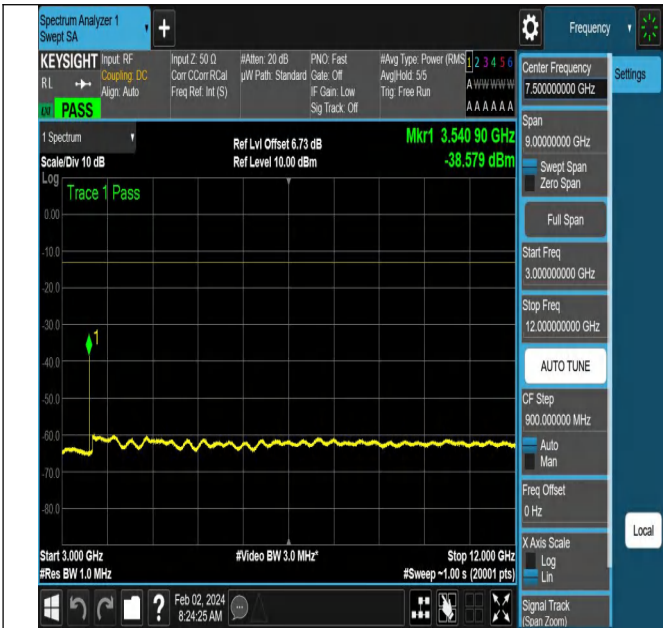 Spectrum Analyzer 1
Swept SA
+
Frequency
KEYSIGHT
RL
PASS
Input: RF
Coupling: DC
Align: Auto
Input Z: 50 Ω
Corr CCorr RCal
Freq Ref: Int (S)
#Atten: 20 dB
µW Path: Standard
PNO: Fast
Gate: Off
IF Gain: Low
Sig Track: Off
#Avg Type: Power (RMS
Avg|Hold: 5/5
Trig: Free Run
1 2 3 4 5 6
A W W W W W
A A A A A A
1 Spectrum
Scale/Div 10 dB
Log
Ref Lvl Offset 6.73 dB
Ref Level 10.00 dBm
Mkr1 3.540 90 GHz
-38.579 dBm
Trace 1 Pass
0.00
-10.0
-20.0
-30.0
-40.0
-50.0
-60.0
-70.0
-80.0
1
Start 3.000 GHz
#Res BW 1.0 MHz
#Video BW 3.0 MHz*
Stop 12.000 GHz
#Sweep ~1.00 s (20001 pts)
Feb 02, 2024
8:24:25 AM
?
Center Frequency
7.50000000 GHz
Settings
Span
9.00000000 GHz
Swept Span
Zero Span
Full Span
Start Freq
3.000000000 GHz
Stop Freq
12.000000000 GHz
AUTO TUNE
CF Step
900.000000 MHz
Auto
Man
Freq Offset
0 Hz
Local
X Axis Scale
Log
Lin
Signal Track
(Span Zoom)